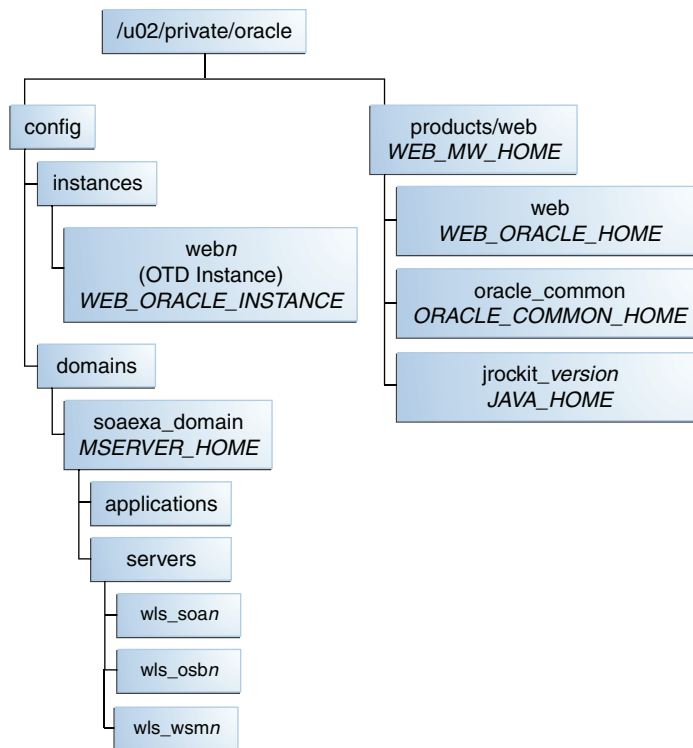 /u02/private/oracle
config
instances
webn
(OTD Instance)
WEB_ORACLE_INSTANCE
domains
soaexa_domain
MSERVER_HOME
applications
servers
wls_soan
wls_osbn
wls_wsmn
products/web
WEB_MW_HOME
web
WEB_ORACLE_HOME
oracle_common
ORACLE_COMMON_HOME
jrockit_version
JAVA_HOME